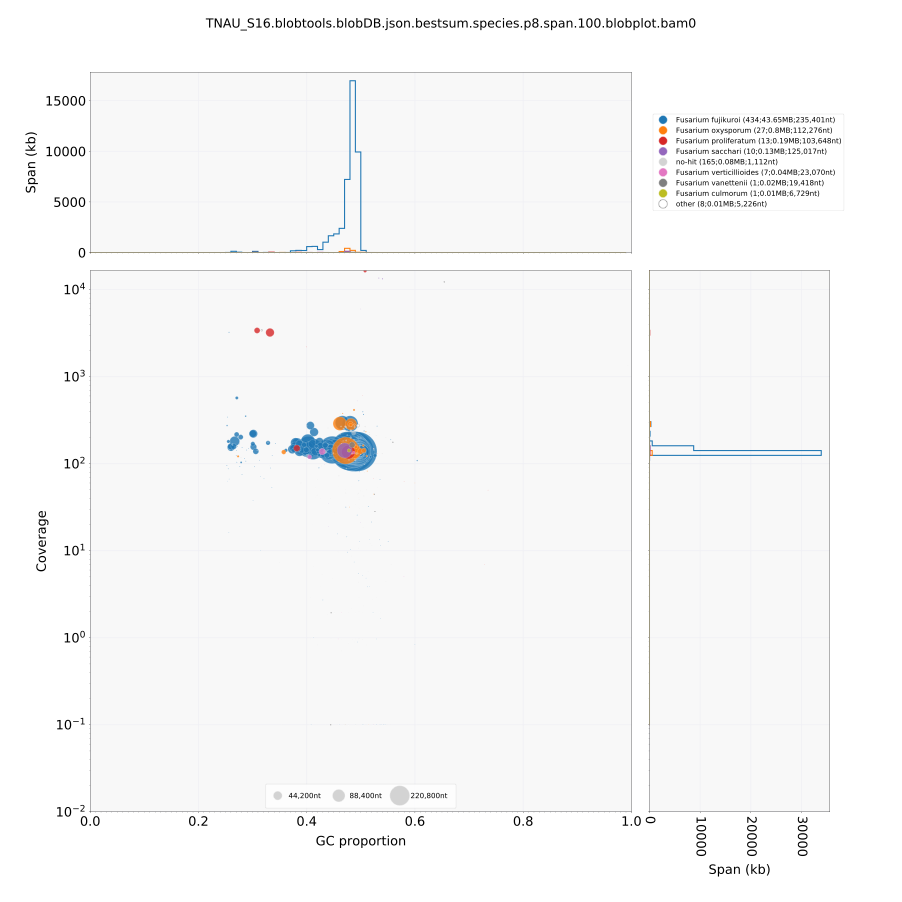 TNAU_S16.blobtools.blobDB.json.bestsum.species.p8.span.100.blobplot.bam0
15000
10000
5000
0
Span (kb)
Fusarium fujikuroi (434;43.65MB;235,401nt)
Fusarium oxysporum (27;0.8MB;112,276nt)
Fusarium proliferatum (13;0.19MB;103,648nt)
Fusarium sacchari (10;0.13MB;125,017nt)
no-hit (165;0.08MB;1,112nt)
Fusarium verticillioides (7;0.04MB;23,070nt)
Fusarium vanettenii (1;0.02MB;19,418nt)
Fusarium culmorum (1;0.01MB;6,729nt)
other (8;0.01MB;5,226nt)
10⁴
10³
10²
10¹
10⁰
10⁻¹
10⁻²
Coverage
44,200nt
88,400nt
220,800nt
0.0
0.2
0.4
0.6
0.8
1.0
GC proportion
0
10000
20000
30000
Span (kb)